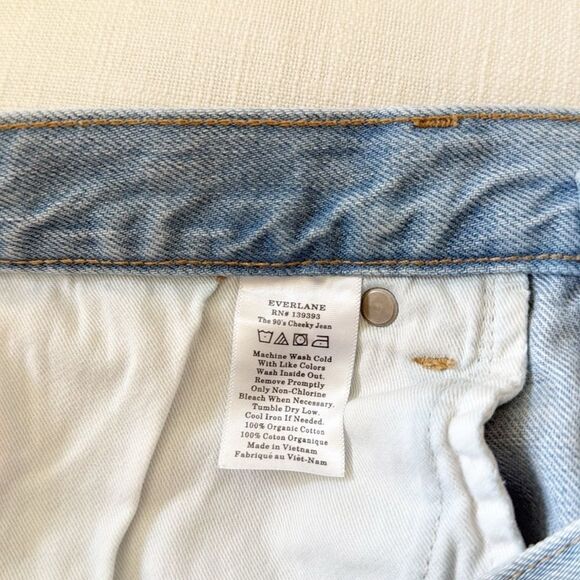 EVERLANE
RN# 139393
The 90's Cheeky Jean
Machine Wash Cold
With Like Colors
Wash Inside Out.
Remove Promptly
Only Non-Chlorine
Bleach When Necessary.
Tumble Dry Low.
Cool Iron If Needed.
100% Organic Cotton
100% Coton Organique
Made in Vietnam
Fabriqué au Viêt-Nam